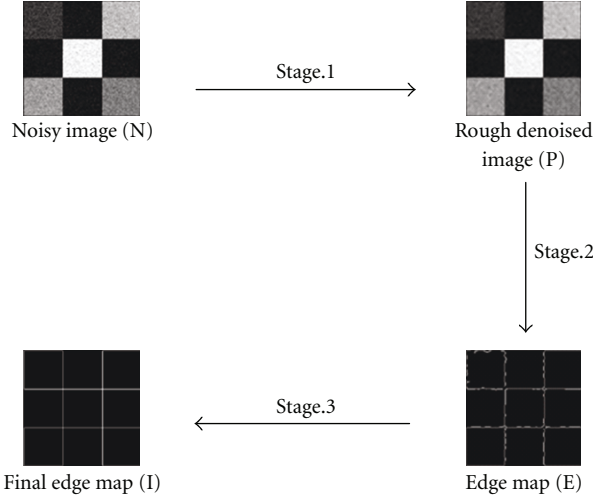 Stage.1
Noisy image (N)
Rough denoised
image (P)
Stage.2
Stage.3
Final edge map (I)
Edge map (E)